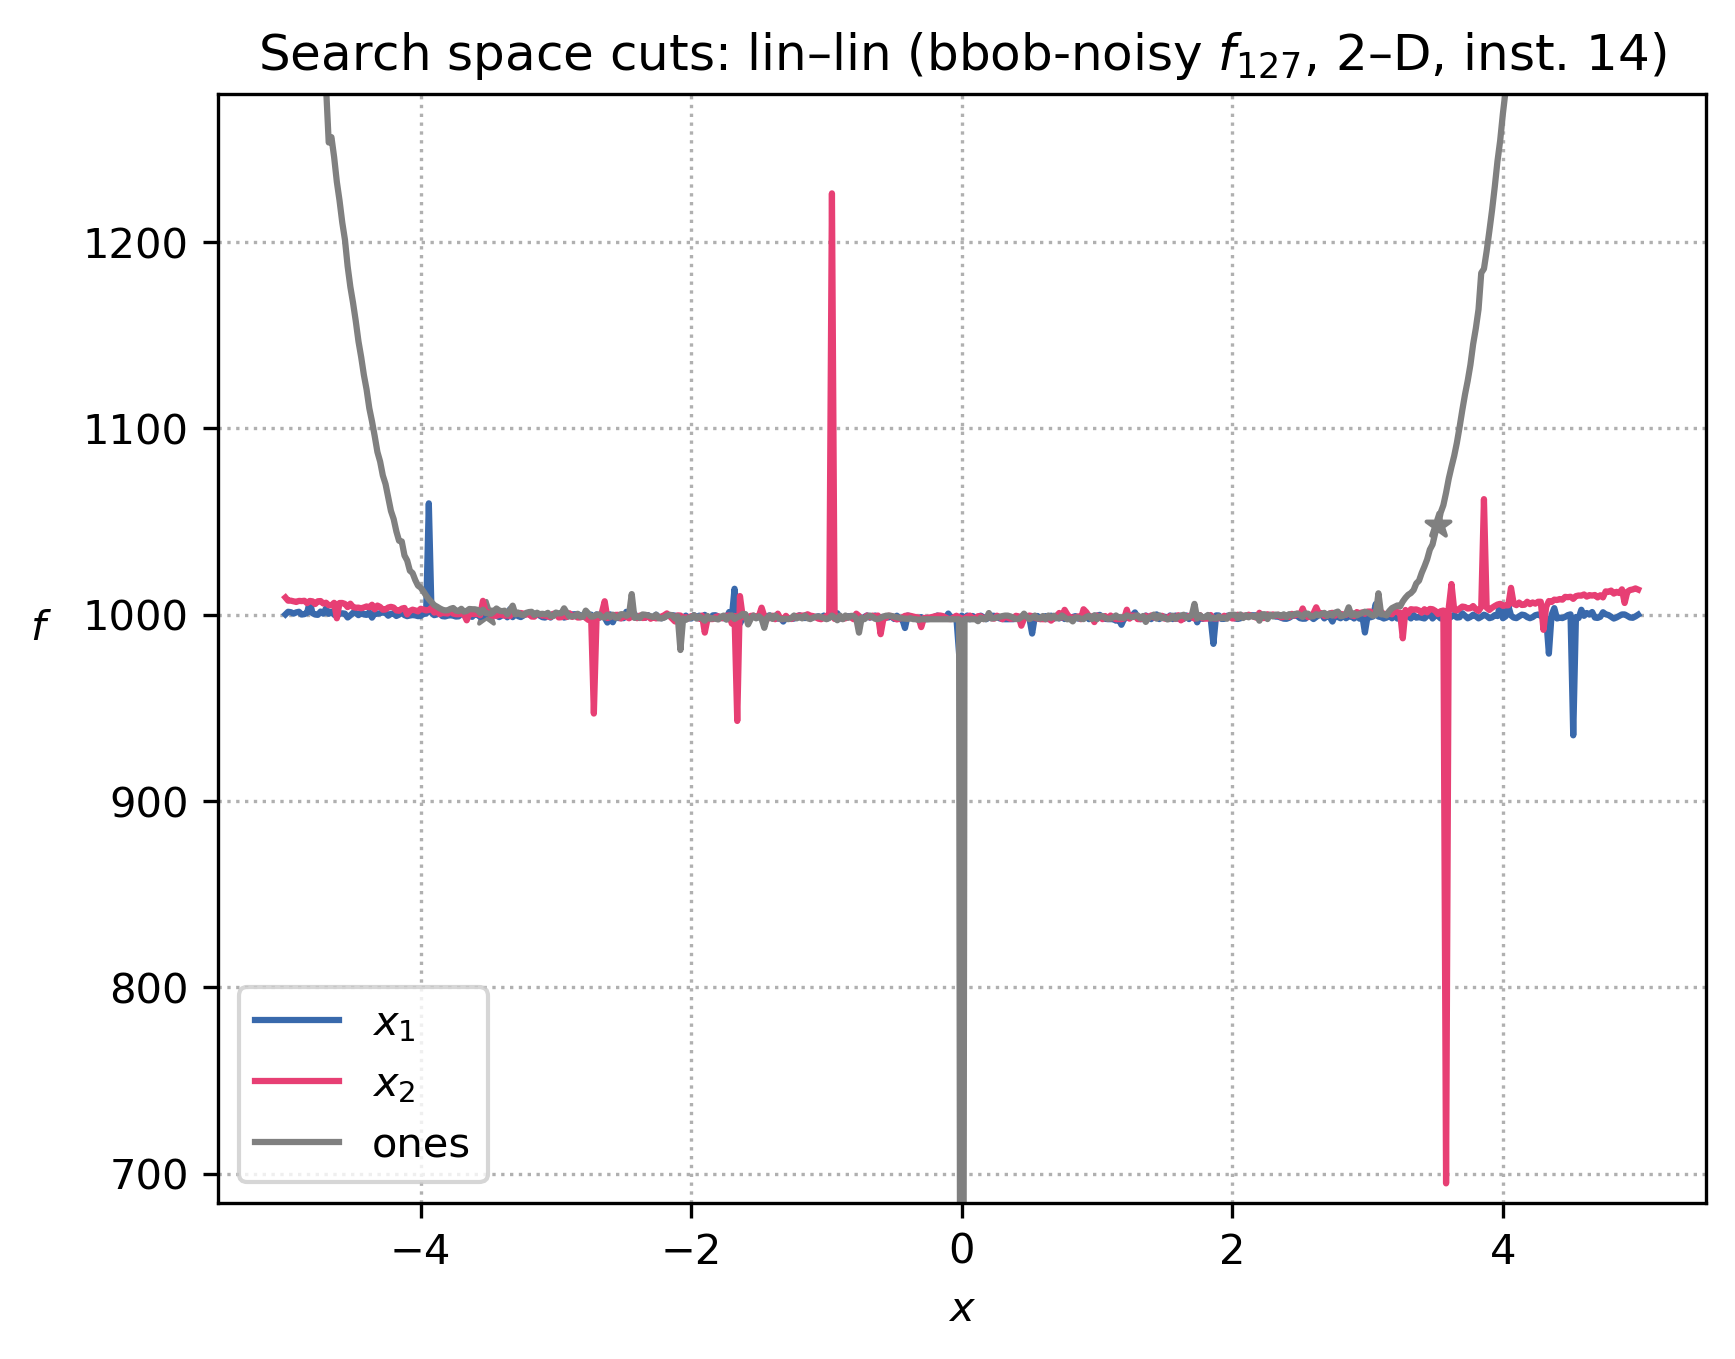 Search space cuts: lin–lin (bbob-noisy f₁₂₇, 2–D, inst. 14)
1200
1100
1000
900
800
700
f
x₁
x₂
ones
−4 −2 0 2 4
x